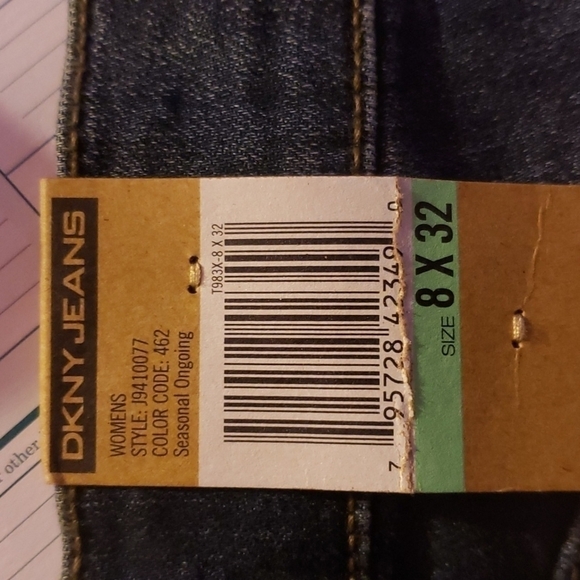 DKNY JEANS
WOMENS
STYLE: J9410077
COLOR CODE: 462
Seasonal Ongoing
T983X-8 X 32
7 95728 42349 0
SIZE 8 X 32
other